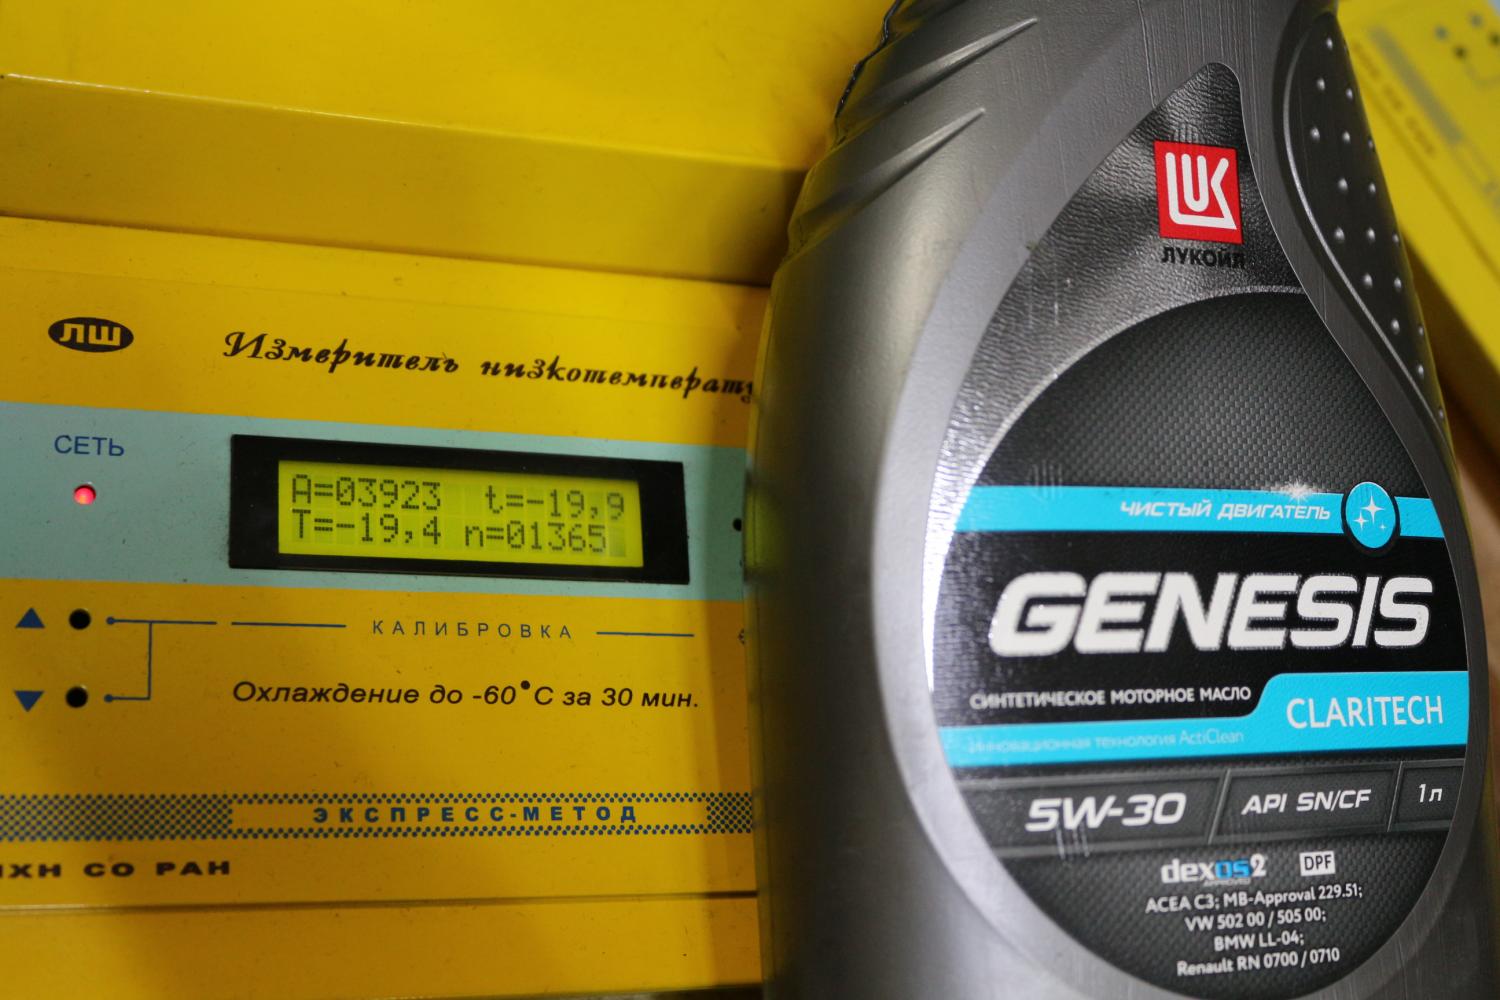 ЛШ
Измеритель низкотемперату
СЕТЬ
A=03923 t=-19,9
T=-19,4 n=01365
КАЛИБРОВКА
Охлаждение до -60°С за 30 мин.
ЭКСПРЕСС-МЕТОД
ИХН СО РАН
LUK
ЛУКОЙЛ
ЧИСТЫЙ ДВИГАТЕЛЬ
GENESIS
СИНТЕТИЧЕСКОЕ МОТОРНОЕ МАСЛО
CLARITECH
Инновационная технология ActiClean
5W-30
API SN/CF
1 л
dexos2
APPROVED
DPF
ACEA C3; MB-Approval 229.51;
VW 502 00 / 505 00;
BMW LL-04;
Renault RN 0700 / 0710